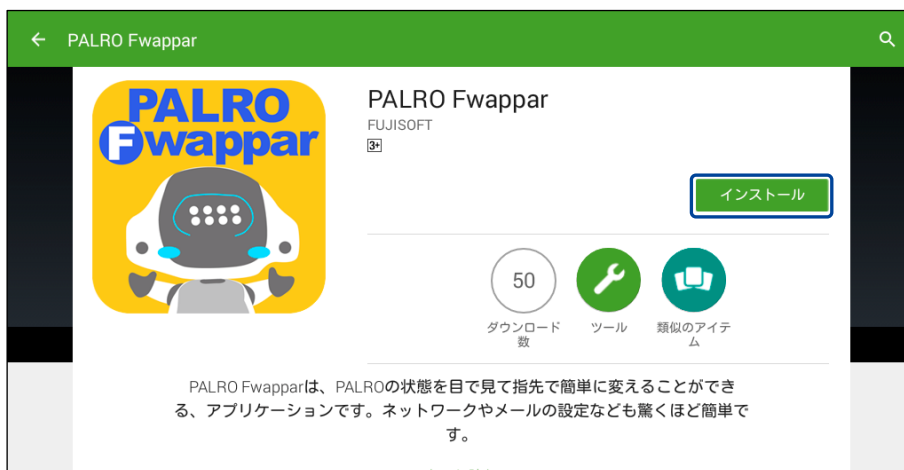 PALRO Fwappar
PALRO
Fwappar
PALRO Fwappar
FUJISOFT
3+
インストール
50
ダウンロード
数
ツール
類似のアイテ
ム
PALRO Fwapparは、PALROの状態を目で見て指先で簡単に変えることができ
る、アプリケーションです。ネットワークやメールの設定なども驚くほど簡単で
す。